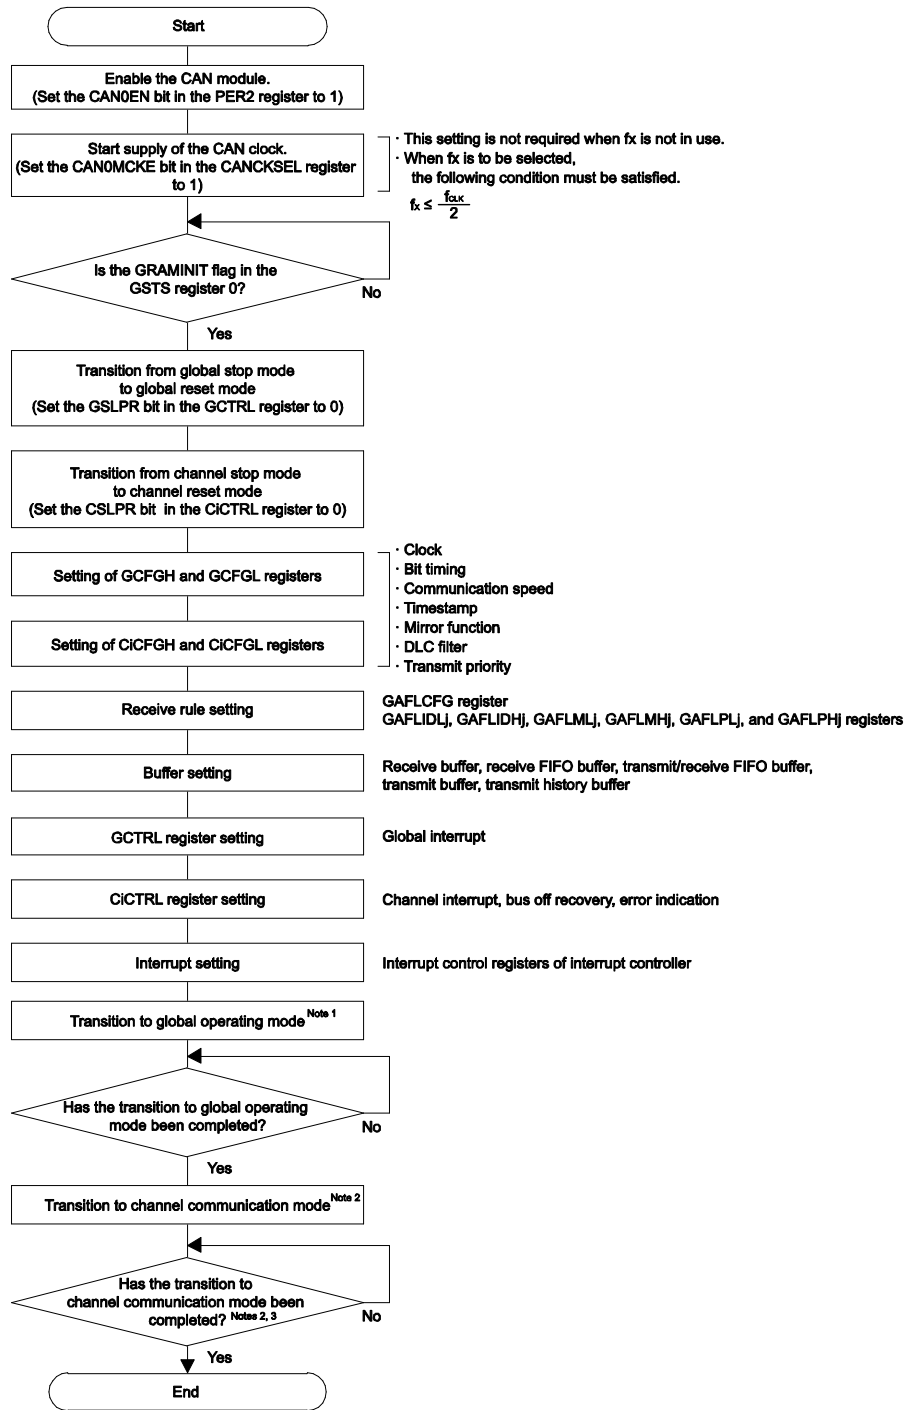 Start
Enable the CAN module.
(Set the CAN0EN bit in the PER2 register to 1)
Start supply of the CAN clock.
(Set the CAN0MCKE bit in the CANCKSEL register
to 1)
· This setting is not required when fx is not in use.
· When fx is to be selected,
the following condition must be satisfied.
fx ≤ fCLK
2
Is the GRAMINIT flag in the
GSTS register 0?
No
Yes
Transition from global stop mode
to global reset mode
(Set the GSLPR bit in the GCTRL register to 0)
Transition from channel stop mode
to channel reset mode
(Set the CSLPR bit in the CiCTRL register to 0)
Setting of GCFGH and GCFGL registers
Setting of CiCFGH and CiCFGL registers
· Clock
· Bit timing
· Communication speed
· Timestamp
· Mirror function
· DLC filter
· Transmit priority
Receive rule setting
GAFLCFG register
GAFLIDLj, GAFLIDHj, GAFLMLj, GAFLMHj, GAFLPLj, and GAFLPHj registers
Buffer setting
Receive buffer, receive FIFO buffer, transmit/receive FIFO buffer,
transmit buffer, transmit history buffer
GCTRL register setting
Global interrupt
CiCTRL register setting
Channel interrupt, bus off recovery, error indication
Interrupt setting
Interrupt control registers of interrupt controller
Transition to global operating mode Note 1
Has the transition to global operating
mode been completed?
No
Yes
Transition to channel communication mode Note 2
Has the transition to
channel communication mode been
completed? Notes 2, 3
No
Yes
End